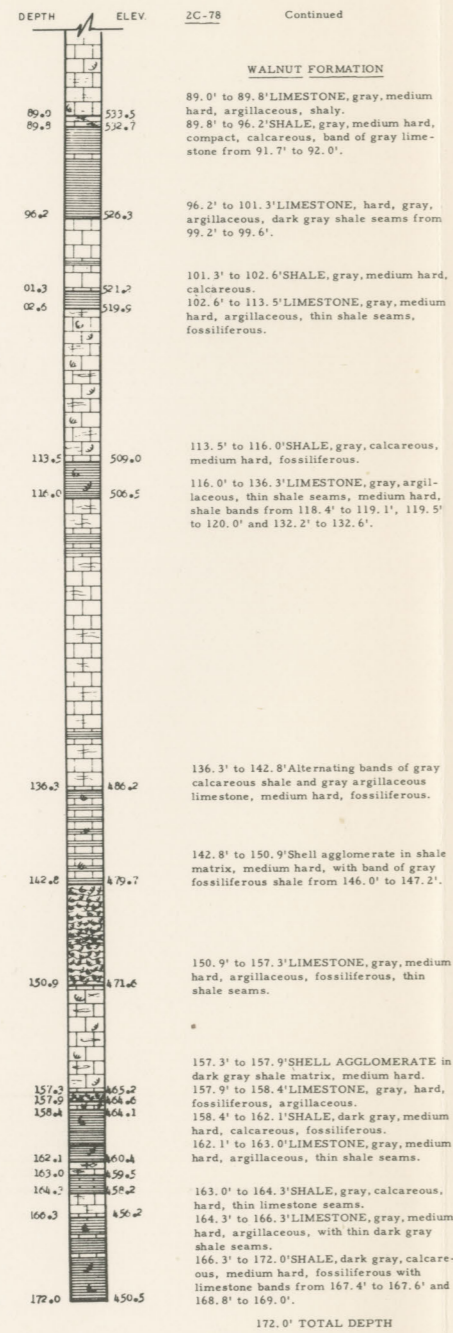 DEPTH ELEV. 2C-78 Continued
WALNUT FORMATION
89.0' to 89.8'LIMESTONE, gray, medium
hard, argillaceous, shaly.
89.8' to 96.2'SHALE, gray, medium hard,
compact, calcareous, band of gray lime-
stone from 91.7' to 92.0'.
89.0 533.5
89.8 532.7
96.2' to 101.3'LIMESTONE, hard, gray,
argillaceous, dark gray shale seams from
99.2' to 99.6'.
96.2 526.3
101.3' to 102.6'SHALE, gray, medium hard,
calcareous.
102.6' to 113.5'LIMESTONE, gray, medium
hard, argillaceous, thin shale seams,
fossiliferous.
01.3 521.2
02.6 519.9
113.5' to 116.0'SHALE, gray, calcareous,
medium hard, fossiliferous.
113.5 509.0
116.0' to 136.3'LIMESTONE, gray, argil-
laceous, thin shale seams, medium hard,
shale bands from 118.4' to 119.1', 119.5'
to 120.0' and 132.2' to 132.6'.
116.0 506.5
136.3' to 142.8'Alternating bands of gray
calcareous shale and gray argillaceous
limestone, medium hard, fossiliferous.
136.3 486.2
142.8' to 150.9'Shell agglomerate in shale
matrix, medium hard, with band of gray
fossiliferous shale from 146.0' to 147.2'.
142.8 479.7
150.9' to 157.3'LIMESTONE, gray, medium
hard, argillaceous, fossiliferous, thin
shale seams.
150.9 471.6
157.3' to 157.9'SHELL AGGLOMERATE in
dark gray shale matrix, medium hard.
157.9' to 158.4'LIMESTONE, gray, hard,
fossiliferous, argillaceous.
158.4' to 162.1'SHALE, dark gray, medium
hard, calcareous, fossiliferous.
162.1' to 163.0'LIMESTONE, gray, medium
hard, argillaceous, thin shale seams.
157.3 465.2
157.9 464.6
158.4 464.1
162.1 460.4
163.0 459.5
164.3 458.2
163.0' to 164.3'SHALE, gray, calcareous,
hard, thin limestone seams.
164.3' to 166.3'LIMESTONE, gray, medium
hard, argillaceous, with thin dark gray
shale seams.
166.3 456.2
166.3' to 172.0'SHALE, dark gray, calcare-
ous, medium hard, fossiliferous with
limestone bands from 167.4' to 167.6' and
168.8' to 169.0'.
172.0 450.5
172.0' TOTAL DEPTH